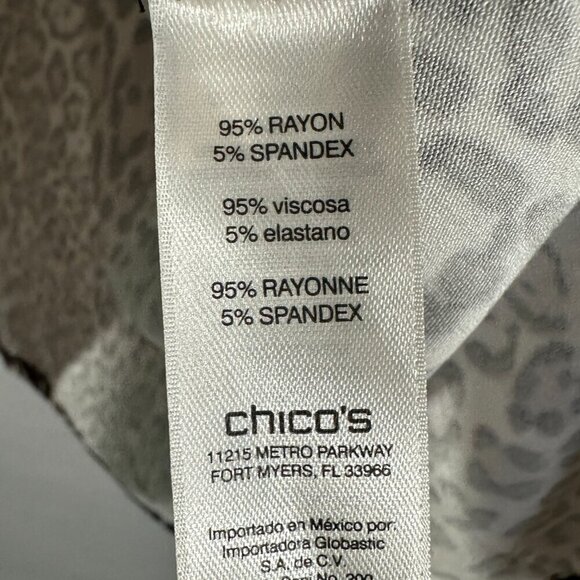 95% RAYON
5% SPANDEX
95% viscosa
5% elastano
95% RAYONNE
5% SPANDEX
chico's
11215 METRO PARKWAY
FORT MYERS, FL 33966
Importado en México por:
Importadora Globastic
S.A. de C.V.